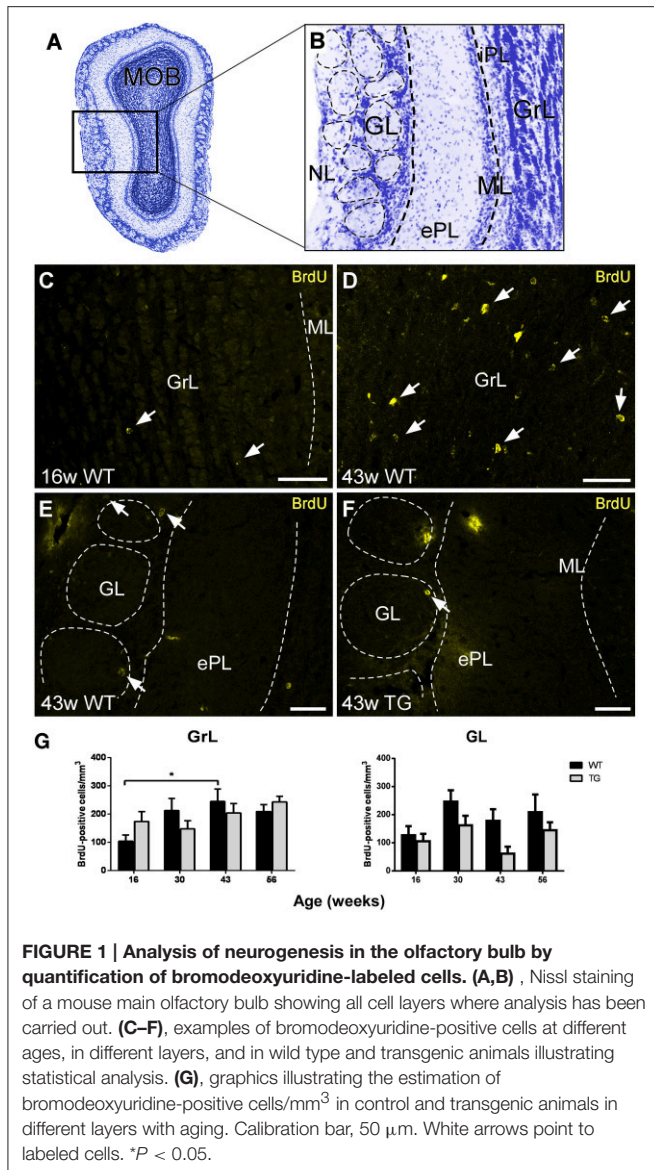 A
MOB
B
iPL
GrL
GL
NL
ML
ePL
C
BrdU
ML
GrL
16w WT
D
BrdU
GrL
43w WT
E
BrdU
GL
ePL
43w WT
F
BrdU
ML
GL
ePL
43w TG
G
GrL
BrdU-positive cells/mm³
400
300
200
100
0
*
16 30 43 56
GL
BrdU-positive cells/mm³
400
300
200
100
0
WT
TG
16 30 43 56
Age (weeks)
FIGURE 1 | Analysis of neurogenesis in the olfactory bulb by
quantification of bromodeoxyuridine-labeled cells. (A,B) , Nissl staining
of a mouse main olfactory bulb showing all cell layers where analysis has been
carried out. (C–F), examples of bromodeoxyuridine-positive cells at different
ages, in different layers, and in wild type and transgenic animals illustrating
statistical analysis. (G), graphics illustrating the estimation of
bromodeoxyuridine-positive cells/mm³ in control and transgenic animals in
different layers with aging. Calibration bar, 50 μm. White arrows point to
labeled cells. *P < 0.05.